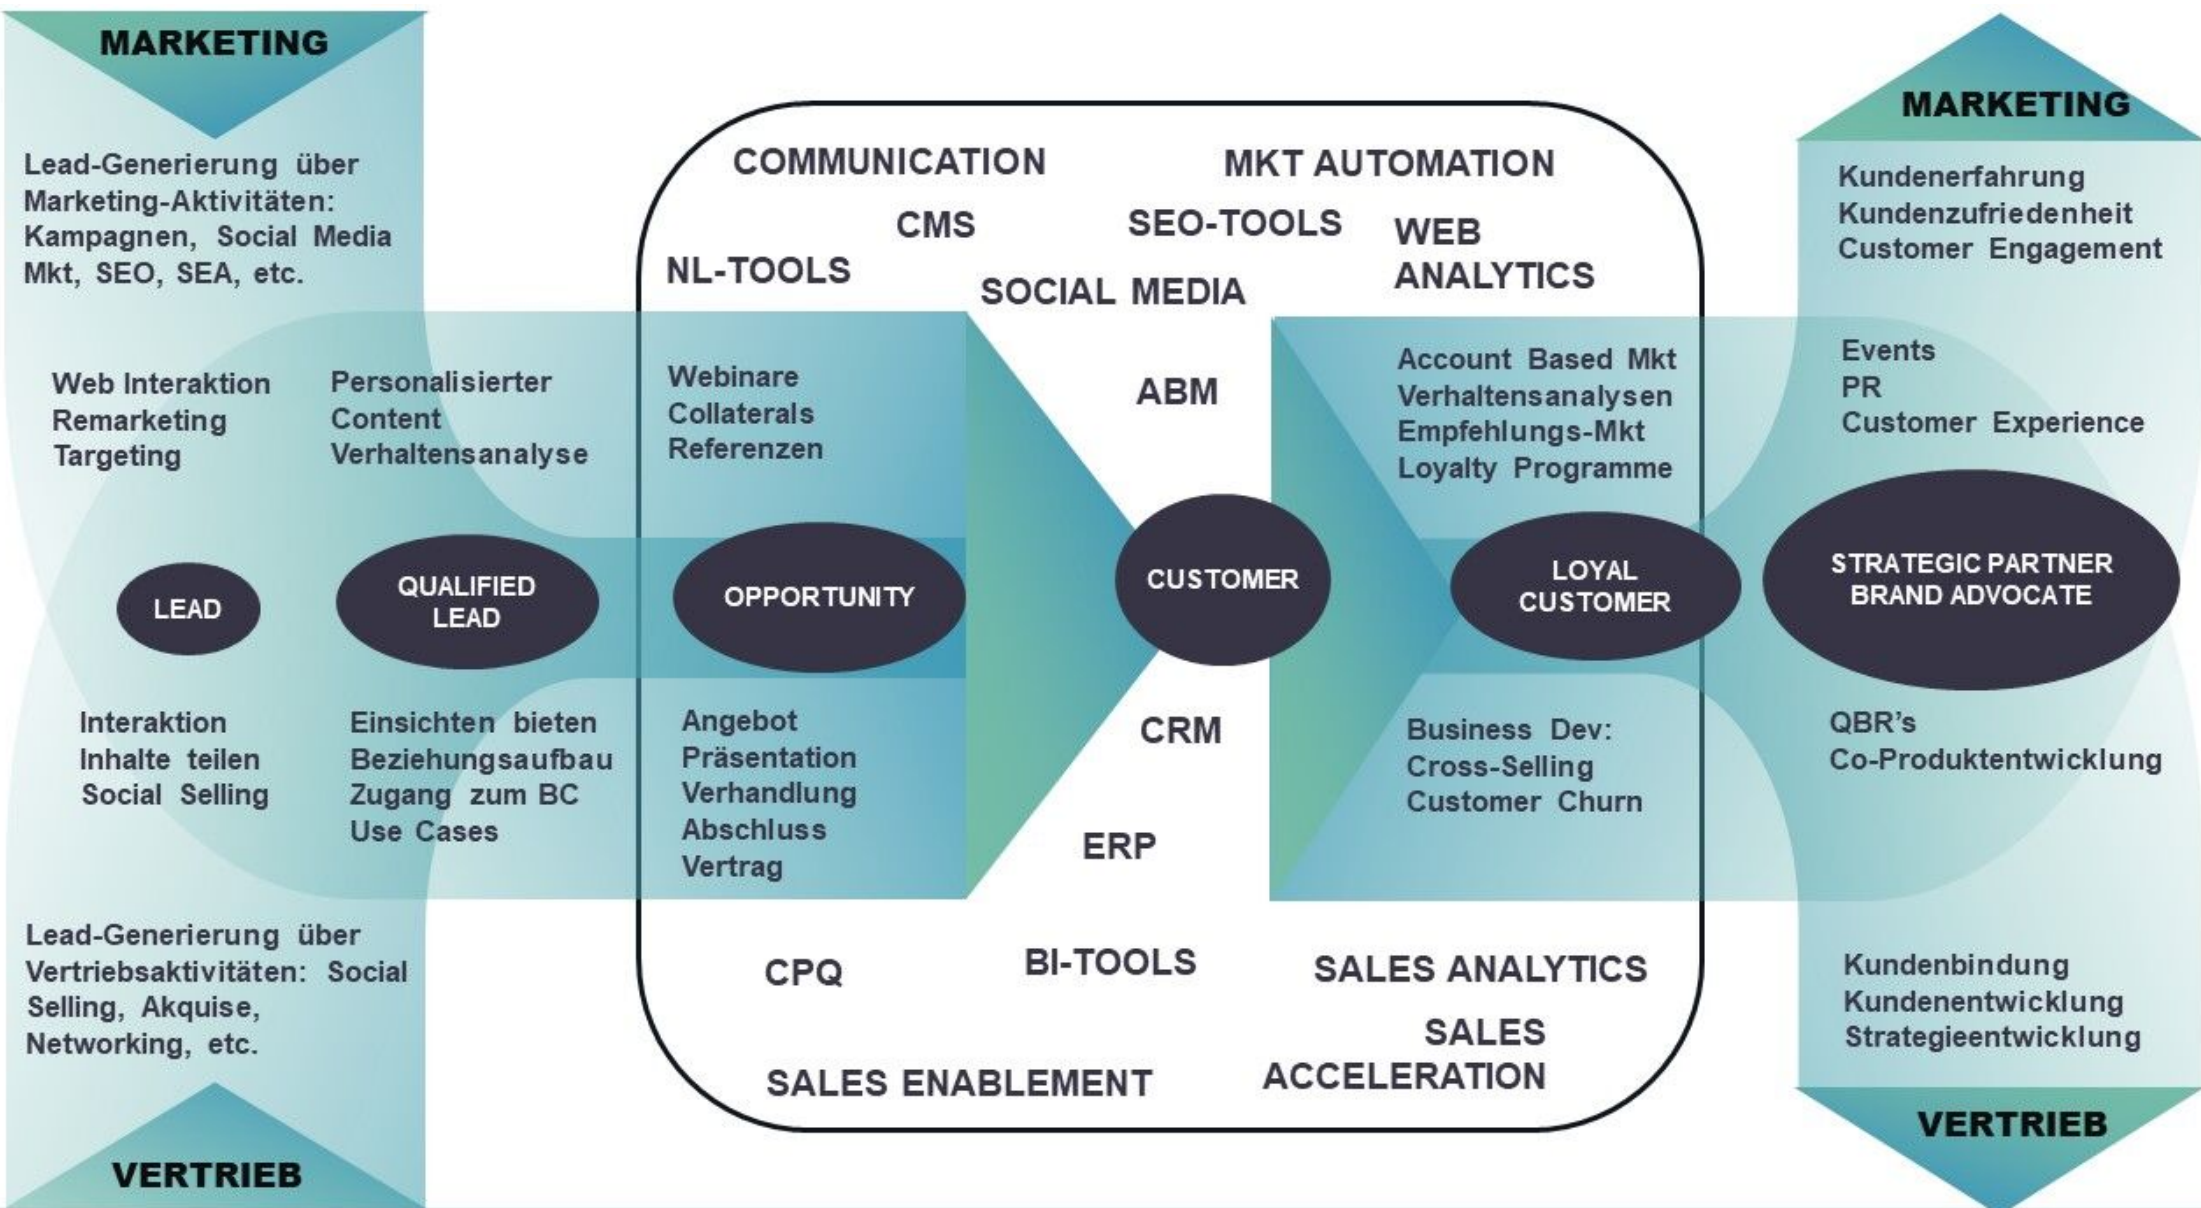 MARKETING
Lead-Generierung über
Marketing-Aktivitäten:
Kampagnen, Social Media
Mkt, SEO, SEA, etc.
Web Interaktion
Remarketing
Targeting
Personalisierter
Content
Verhaltensanalyse
LEAD
QUALIFIED
LEAD
Interaktion
Inhalte teilen
Social Selling
Einsichten bieten
Beziehungsaufbau
Zugang zum BC
Use Cases
Lead-Generierung über
Vertriebsaktivitäten: Social
Selling, Akquise,
Networking, etc.
VERTRIEB
COMMUNICATION
MKT AUTOMATION
CMS
SEO-TOOLS
WEB
ANALYTICS
NL-TOOLS
SOCIAL MEDIA
Webinare
Collaterals
Referenzen
ABM
Account Based Mkt
Verhaltensanalysen
Empfehlungs-Mkt
Loyalty Programme
OPPORTUNITY
CUSTOMER
LOYAL
CUSTOMER
Angebot
Präsentation
Verhandlung
Abschluss
Vertrag
CRM
ERP
Business Dev:
Cross-Selling
Customer Churn
CPQ
BI-TOOLS
SALES ANALYTICS
SALES
ACCELERATION
SALES ENABLEMENT
MARKETING
Kundenerfahrung
Kundenzufriedenheit
Customer Engagement
Events
PR
Customer Experience
STRATEGIC PARTNER
BRAND ADVOCATE
QBR’s
Co-Produktentwicklung
Kundenbindung
Kundenentwicklung
Strategieentwicklung
VERTRIEB